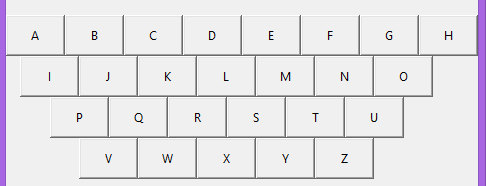 A B C D E F G H
I J K L M N O
P Q R S T U
V W X Y Z